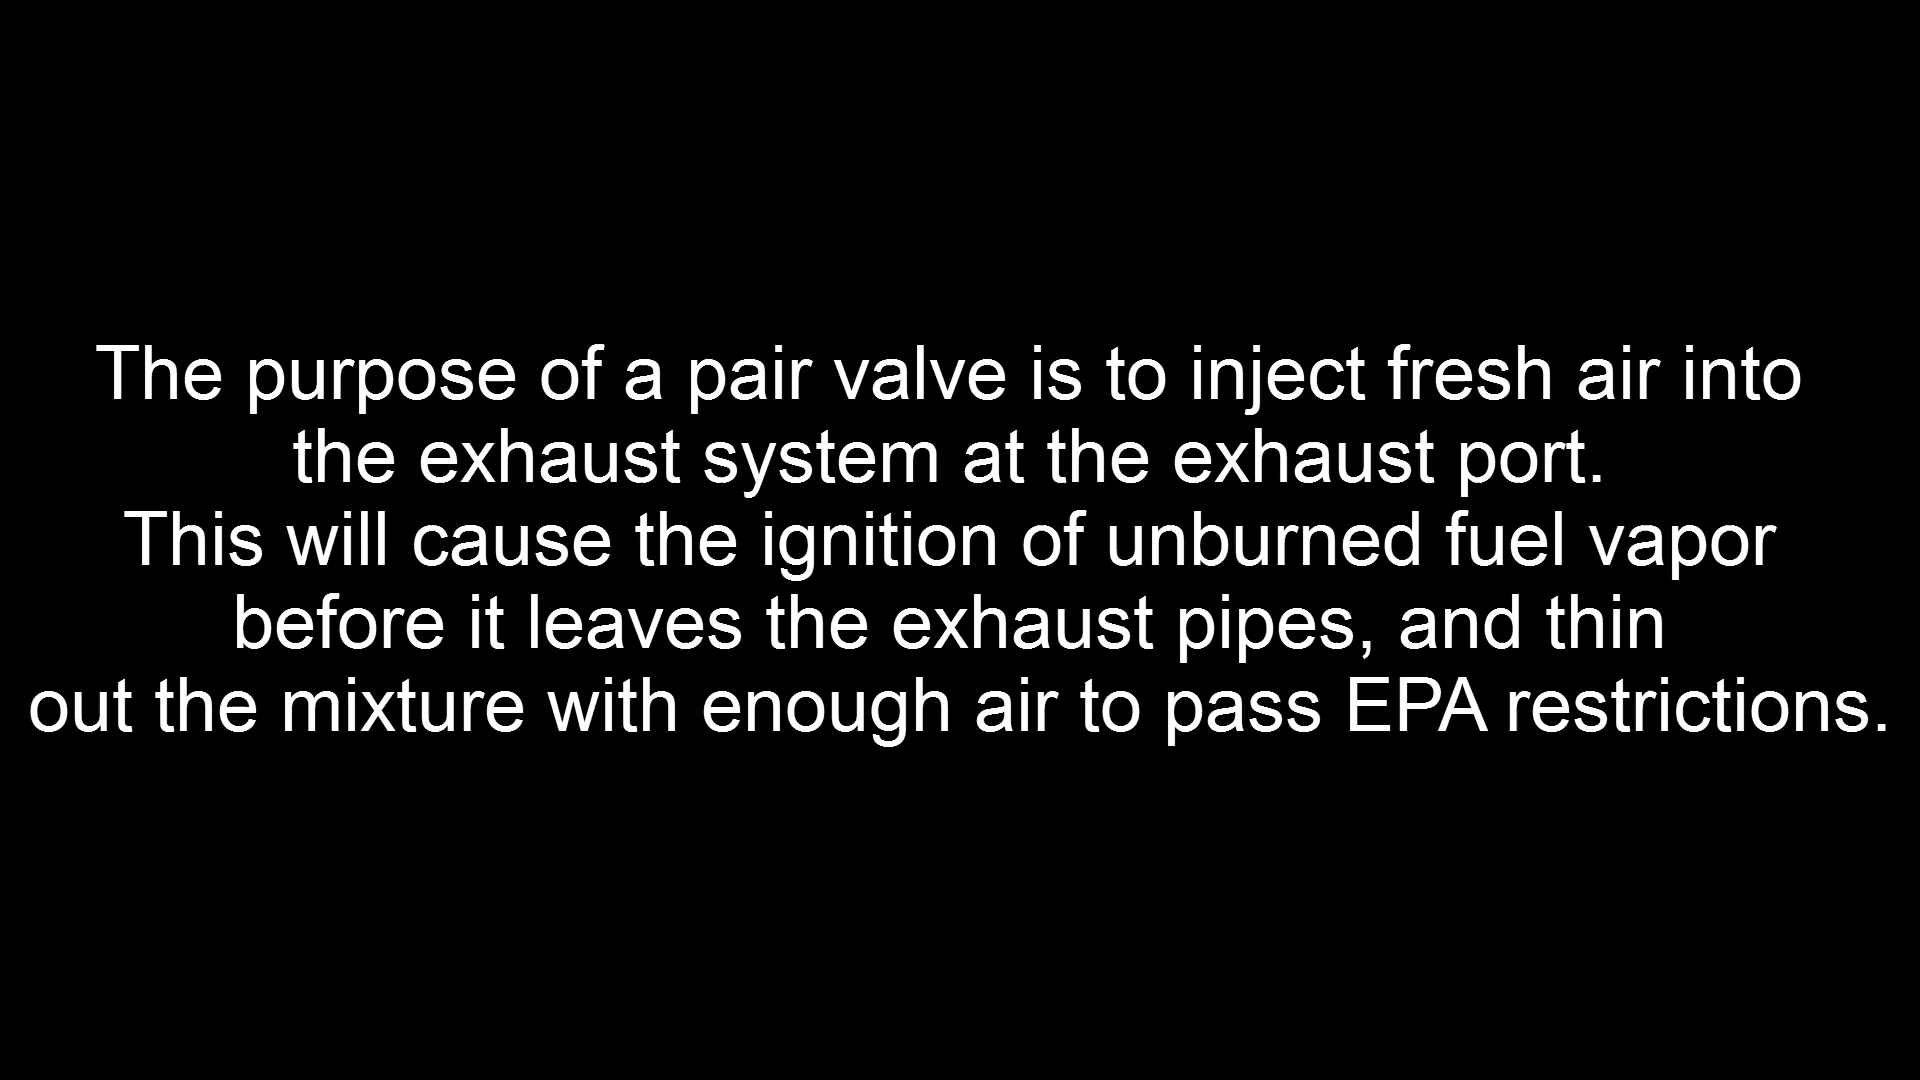 The purpose of a pair valve is to inject fresh air into
the exhaust system at the exhaust port.
This will cause the ignition of unburned fuel vapor
before it leaves the exhaust pipes, and thin
out the mixture with enough air to pass EPA restrictions.